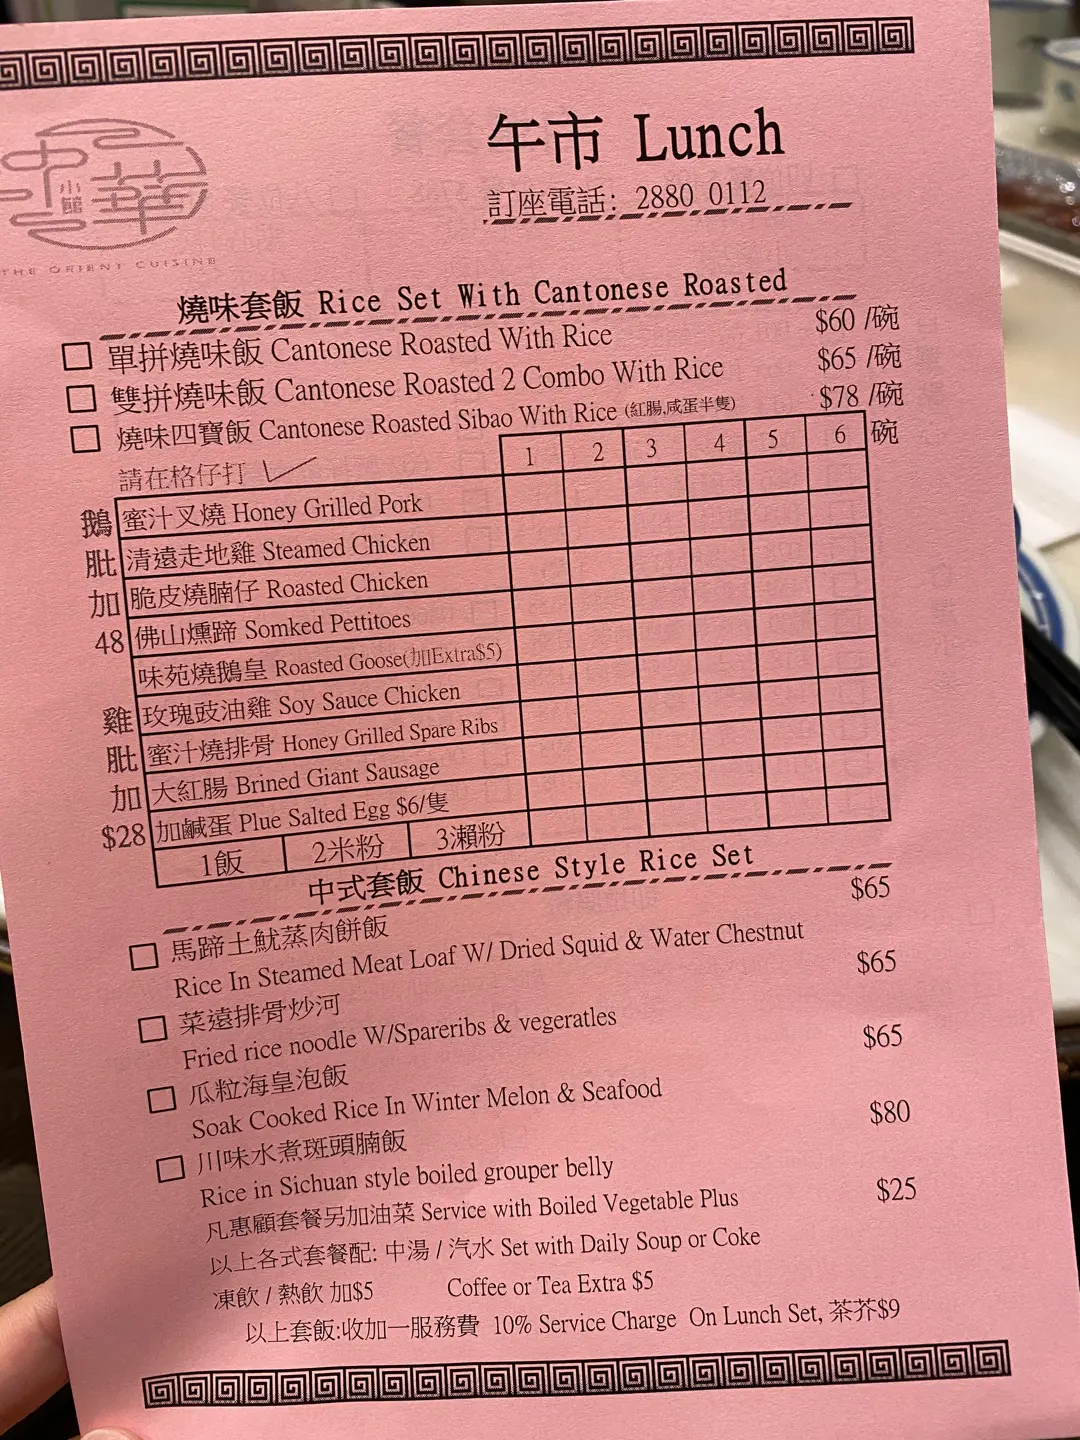 午市 Lunch
訂座電話: 2880 0112
中華
小館
THE ORIENT CUISINE
燒味套飯 Rice Set With Cantonese Roasted
單拼燒味飯 Cantonese Roasted With Rice $60 /碗
雙拼燒味飯 Cantonese Roasted 2 Combo With Rice $65 /碗
燒味四寶飯 Cantonese Roasted Sibao With Rice (紅腸,咸蛋半隻) $78 /碗
請在格仔打 ✓ 1 2 3 4 5 6 碗
鵝 蜜汁叉燒 Honey Grilled Pork
肶 清遠走地雞 Steamed Chicken
加 脆皮燒腩仔 Roasted Chicken
48 佛山燻蹄 Somked Pettitoes
味苑燒鵝皇 Roasted Goose(加Extra$5)
雞 玫瑰豉油雞 Soy Sauce Chicken
肶 蜜汁燒排骨 Honey Grilled Spare Ribs
加 大紅腸 Brined Giant Sausage
$28 加鹹蛋 Plue Salted Egg $6/隻
1飯 2米粉 3瀨粉
中式套飯 Chinese Style Rice Set
馬蹄土魷蒸肉餅飯 $65
Rice In Steamed Meat Loaf W/ Dried Squid & Water Chestnut
菜遠排骨炒河 $65
Fried rice noodle W/Spareribs & vegeratles
瓜粒海皇泡飯 $65
Soak Cooked Rice In Winter Melon & Seafood
川味水煮斑頭腩飯 $80
Rice in Sichuan style boiled grouper belly
凡惠顧套餐另加油菜 Service with Boiled Vegetable Plus $25
以上各式套餐配: 中湯 / 汽水 Set with Daily Soup or Coke
凍飲 / 熱飲 加$5 Coffee or Tea Extra $5
以上套飯:收加一服務費 10% Service Charge On Lunch Set, 茶芥$9